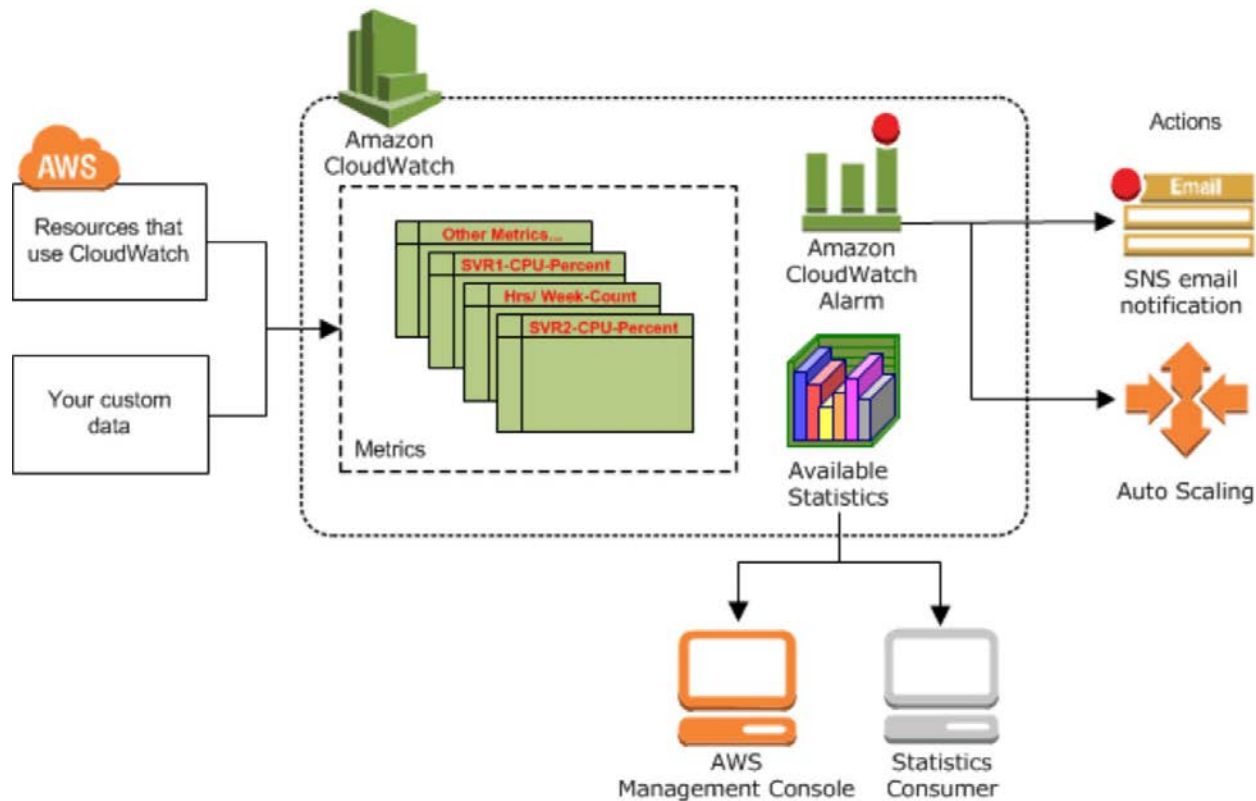 Amazon
CloudWatch
AWS
Resources that
use CloudWatch
Your custom
data
Other Metrics...
SVR1-CPU-Percent
Hrs/ Week-Count
SVR2-CPU-Percent
Metrics
Amazon
CloudWatch
Alarm
Available
Statistics
Actions
Email
SNS email
notification
Auto Scaling
AWS
Management Console
Statistics
Consumer